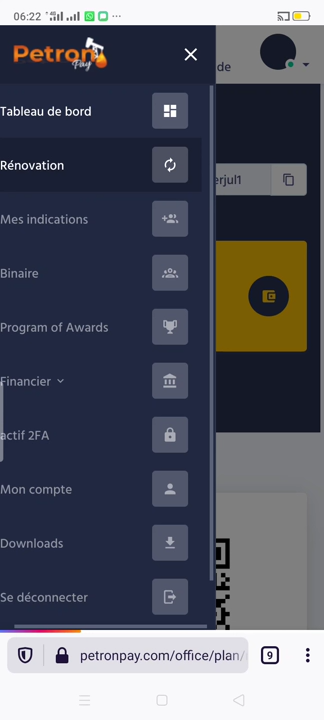 06:22
Petron
Pay
de
Tableau de bord
Rénovation
erjul1
Mes indications
Binaire
Program of Awards
Financier
actif 2FA
Mon compte
Downloads
Se déconnecter
petronpay.com/office/plan/
9